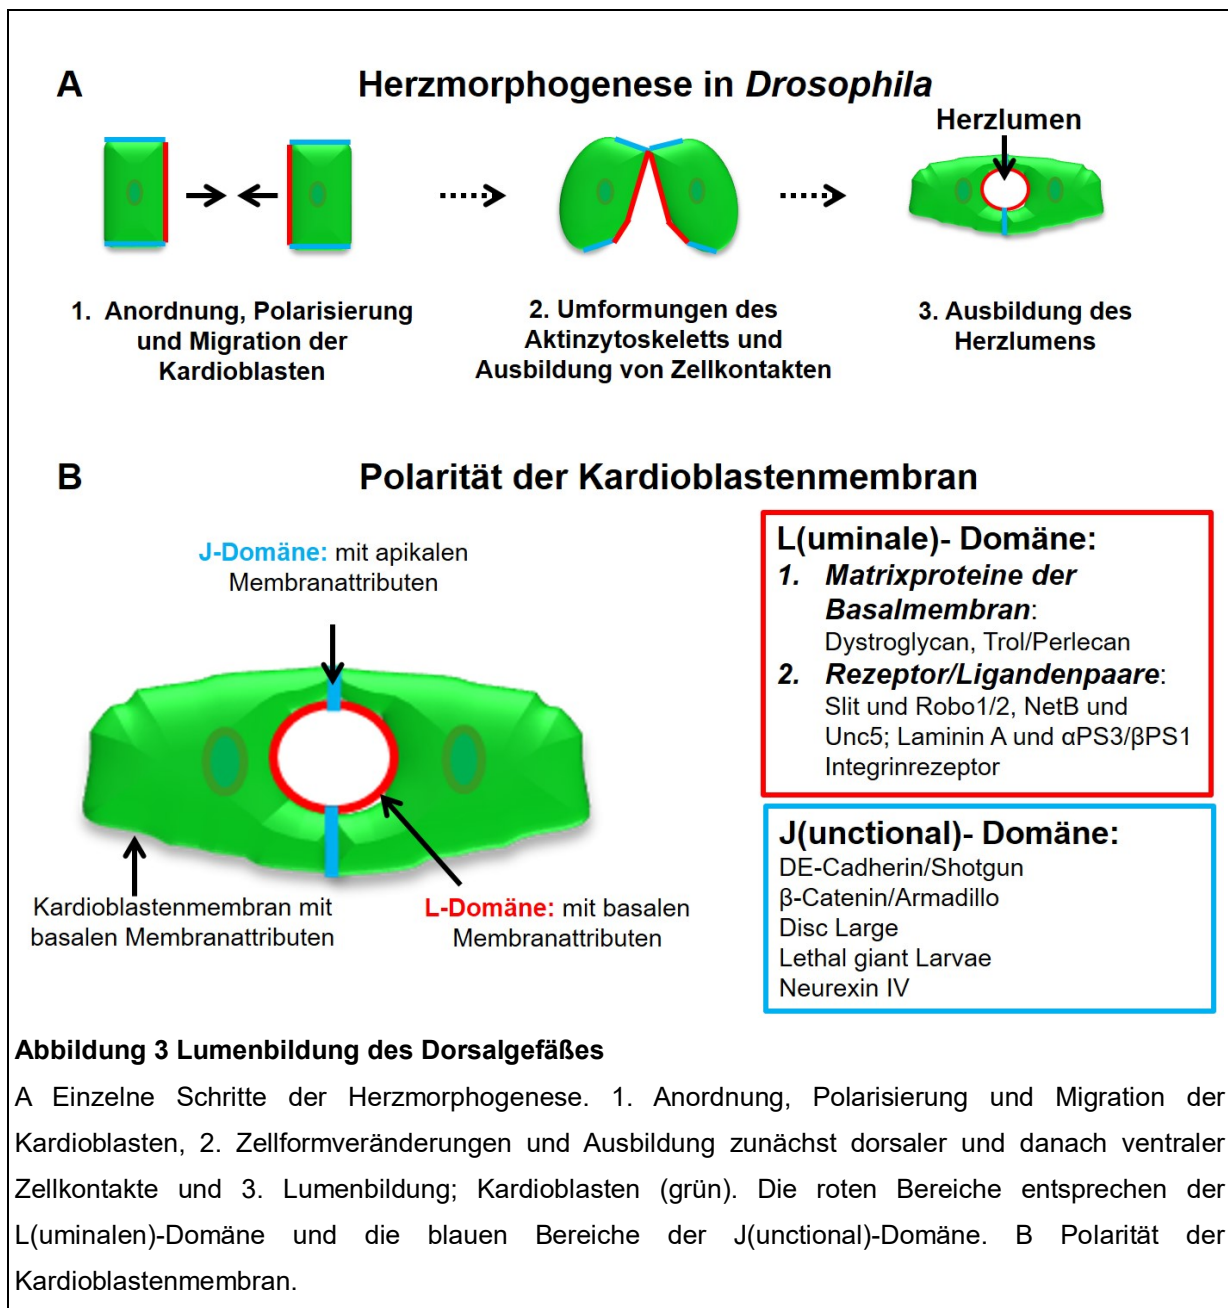 A
Herzmorphogenese in Drosophila
Herzlumen
1. Anordnung, Polarisierung
und Migration der
Kardioblasten
2. Umformungen des
Aktinzytoskeletts und
Ausbildung von Zellkontakten
3. Ausbildung des
Herzlumens
B
Polarität der Kardioblastenmembran
J-Domäne: mit apikalen
Membranattributen
Kardioblastenmembran mit
basalen Membranattributen
L-Domäne: mit basalen
Membranattributen
L(uminale)- Domäne:
1. Matrixproteine der
Basalmembran:
Dystroglycan, Trol/Perlecan
2. Rezeptor/Ligandenpaare:
Slit und Robo1/2, NetB und
Unc5; Laminin A und αPS3/βPS1
Integrinrezeptor
J(unctional)- Domäne:
DE-Cadherin/Shotgun
β-Catenin/Armadillo
Disc Large
Lethal giant Larvae
Neurexin IV
Abbildung 3 Lumenbildung des Dorsalgefäßes
A Einzelne Schritte der Herzmorphogenese. 1. Anordnung, Polarisierung und Migration der
Kardioblasten, 2. Zellformveränderungen und Ausbildung zunächst dorsaler und danach ventraler
Zellkontakte und 3. Lumenbildung; Kardioblasten (grün). Die roten Bereiche entsprechen der
L(uminalen)-Domäne und die blauen Bereiche der J(unctional)-Domäne. B Polarität der
Kardioblastenmembran.